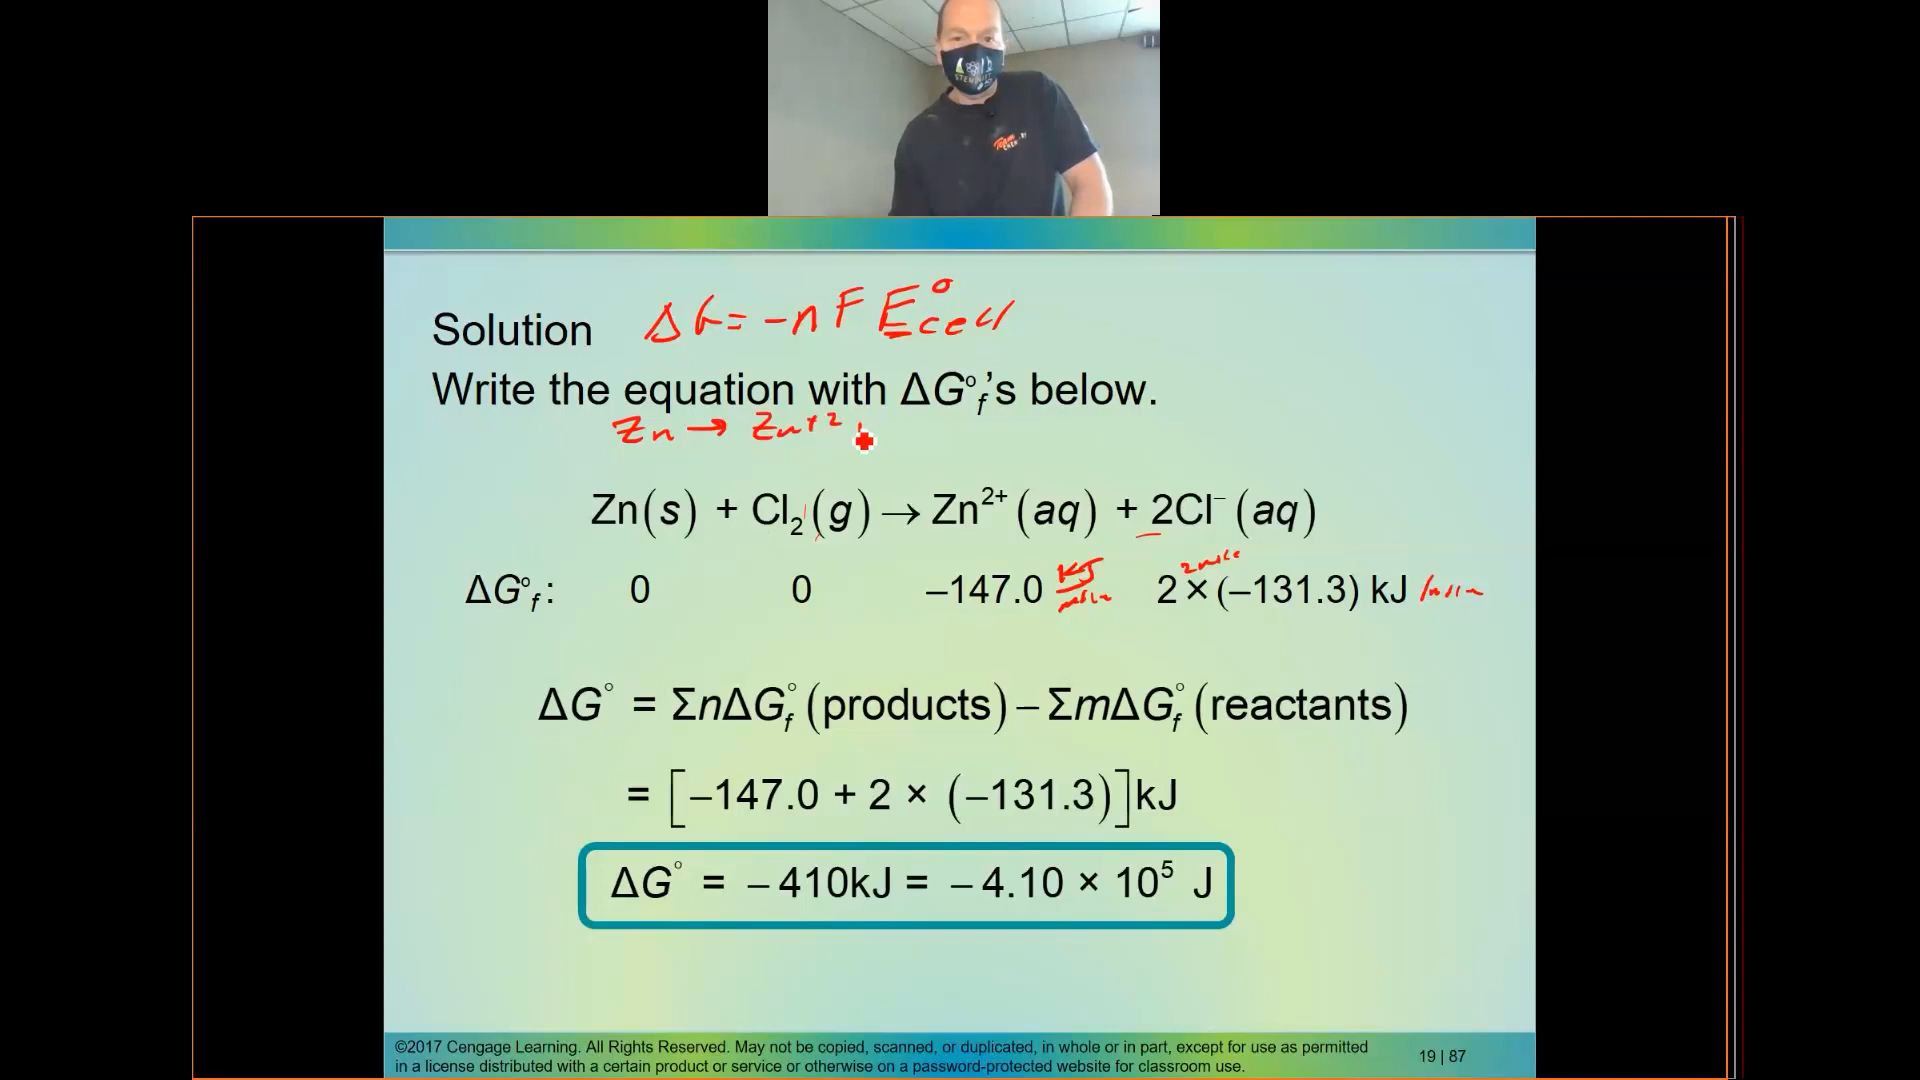 Solution ΔG = -nFE°cell
Write the equation with ΔG°f's below.
Zn → Zn+2
Zn(s) + Cl2(g) → Zn2+(aq) + 2Cl–(aq)
2 mole
ΔG°f: 0 0 –147.0 KJ/mole 2 × (–131.3) kJ /mole
ΔG° = ΣnΔG°f (products) – ΣmΔG°f (reactants)
= [–147.0 + 2 × (–131.3)]kJ
ΔG° = –410kJ = –4.10 × 10^5 J
©2017 Cengage Learning. All Rights Reserved. May not be copied, scanned, or duplicated, in whole or in part, except for use as permitted
in a license distributed with a certain product or service or otherwise on a password-protected website for classroom use.
19 | 87